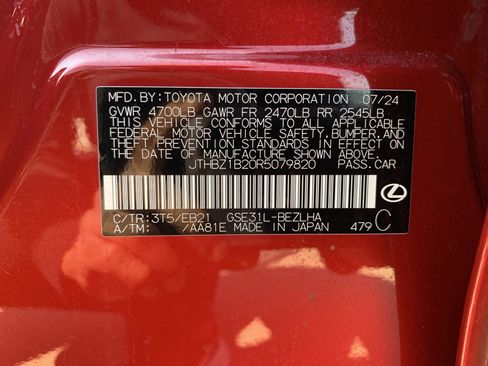 MFD.BY:TOYOTA MOTOR CORPORATION 07/24
GVWR 4700LB GAWR FR 2470LB RR 2545LB
THIS VEHICLE CONFORMS TO ALL APPLICABLE
FEDERAL MOTOR VEHICLE SAFETY,BUMPER,AND
THEFT PREVENTION STANDARDS IN EFFECT ON
THE DATE OF MANUFACTURE SHOWN ABOVE.
JTHBZ1B20R5079820 PASS.CAR
C/TR: 3T5/EB21 GSE31L-BEZLHA
A/TM: /AA81E MADE IN JAPAN 479 C